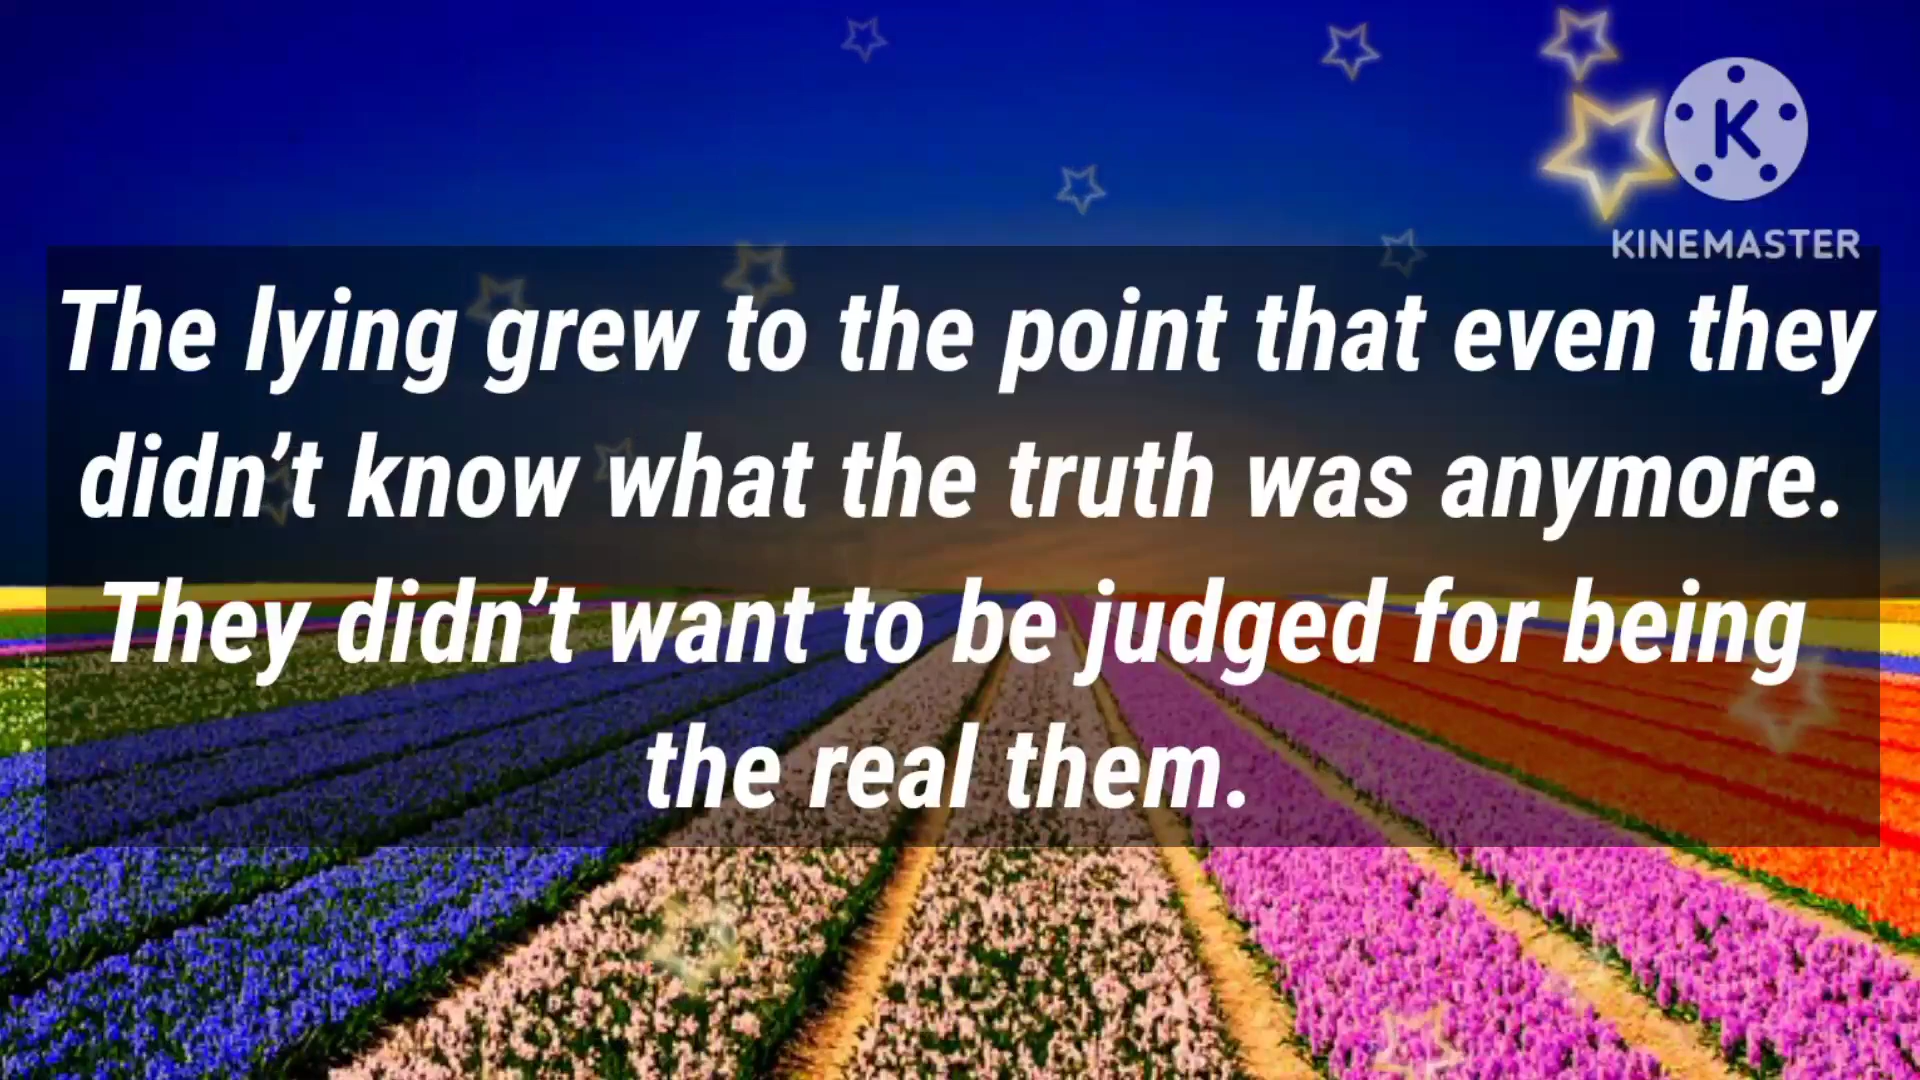 K
KINEMASTER
The lying grew to the point that even they
didn’t know what the truth was anymore.
They didn’t want to be judged for being
the real them.